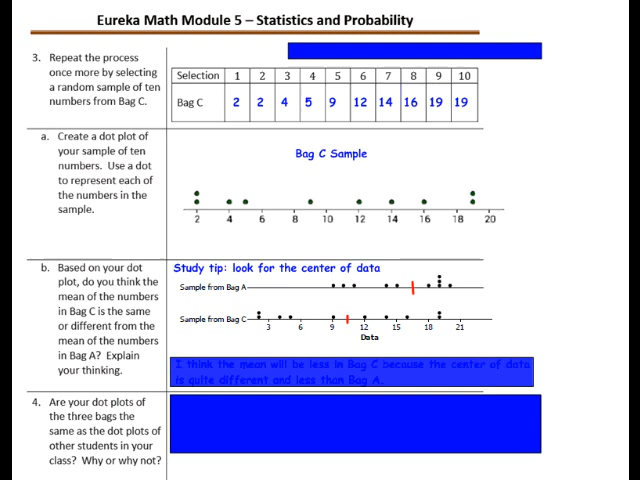 Eureka Math Module 5 – Statistics and Probability
3. Repeat the process
once more by selecting
a random sample of ten
numbers from Bag C.
Selection 1 2 3 4 5 6 7 8 9 10
Bag C 2 2 4 5 9 12 14 16 19 19
a. Create a dot plot of
your sample of ten
numbers. Use a dot
to represent each of
the numbers in the
sample.
Bag C Sample
2 4 6 8 10 12 14 16 18 20
b. Based on your dot
plot, do you think the
mean of the numbers
in Bag C is the same
or different from the
mean of the numbers
in Bag A? Explain
your thinking.
Study tip: look for the center of data
Sample from Bag A
Sample from Bag C
3 6 9 12 15 18 21
Data
I think the mean will be less in Bag C because the center of data
is quite different and less than Bag A.
4. Are your dot plots of
the three bags the
same as the dot plots of
other students in your
class? Why or why not?